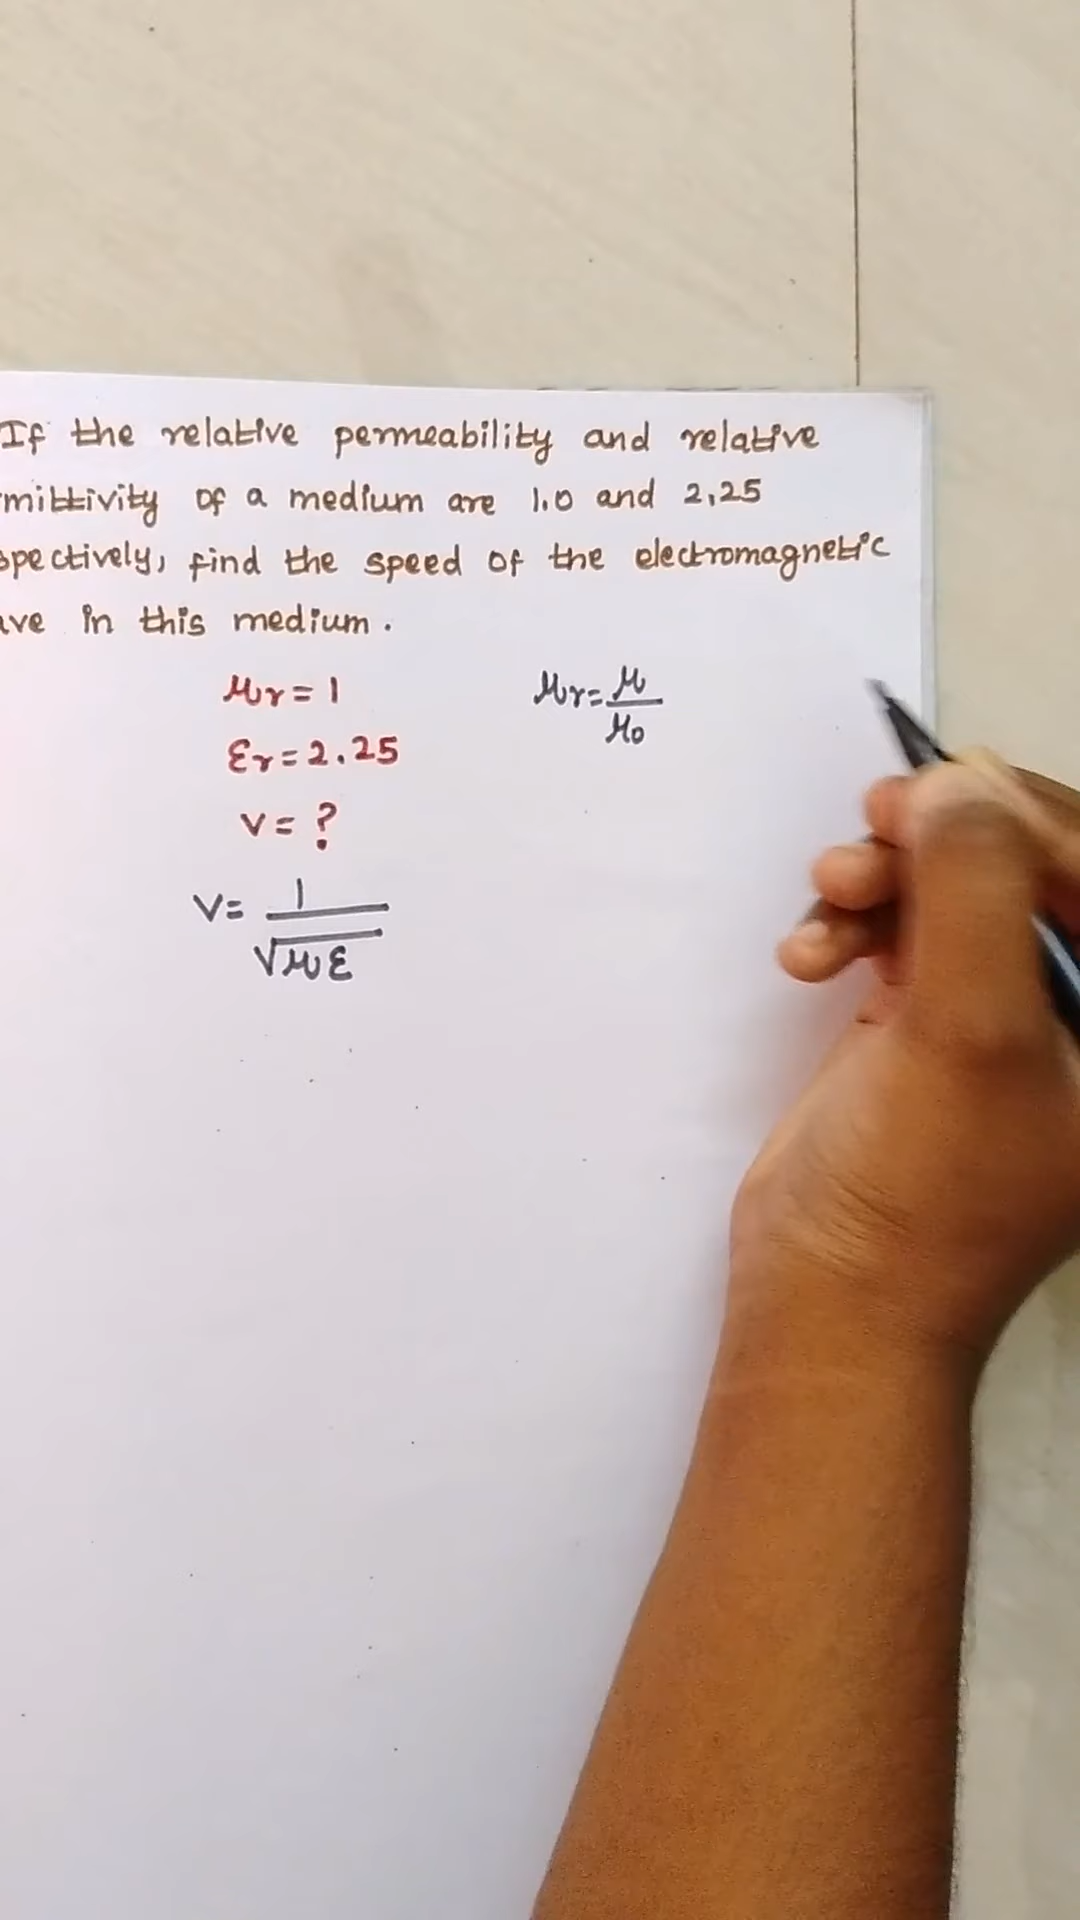 If the relative permeability and relative
mittivity of a medium are 1.0 and 2.25
pectively, find the speed of the electromagnetic
ve in this medium.
μr = 1
μr = μ/μ0
εr = 2.25
v = ?
v = 1/√με